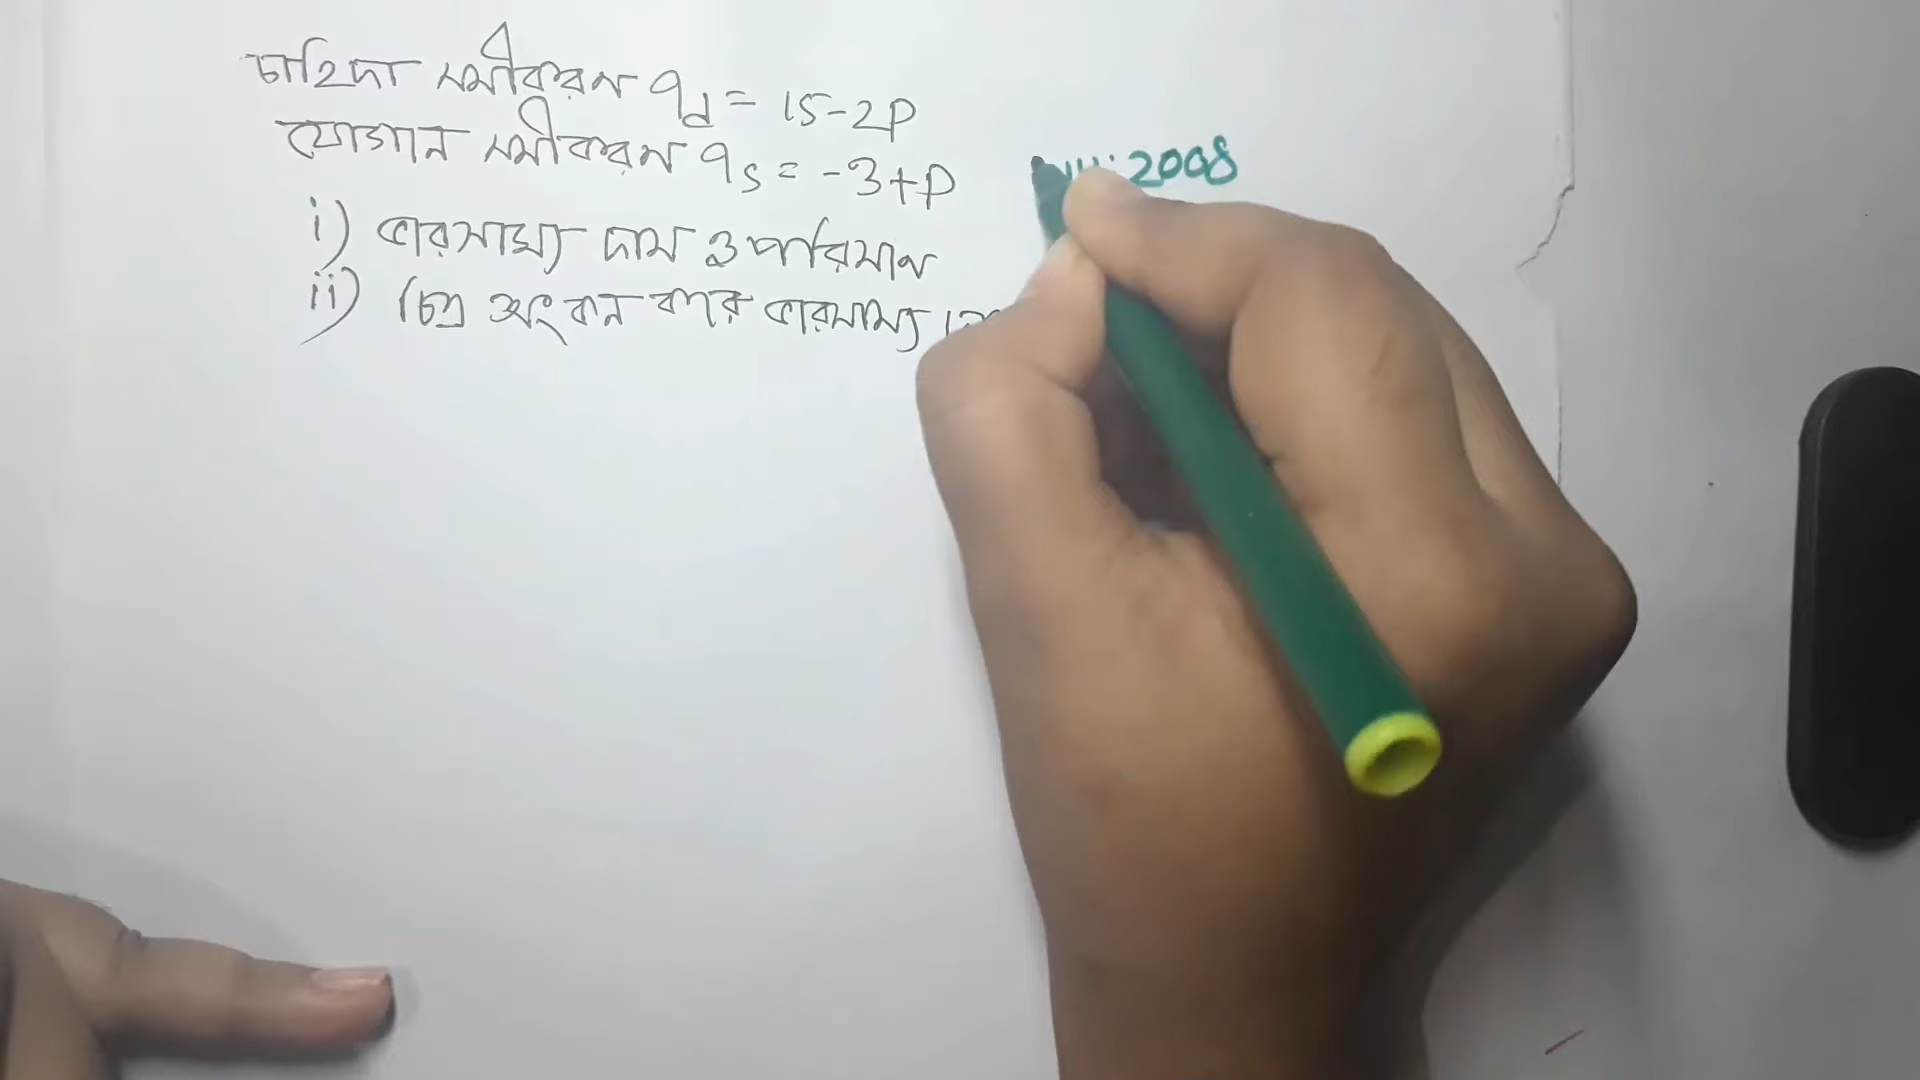 চাহিদা সমীকরণ qd = 15-2P
যোগান সমীকরণ qs = -3+P
2008
i) ভারসাম্য দাম ও পরিমান
ii) চিত্র অংকন করে ভারসাম্য